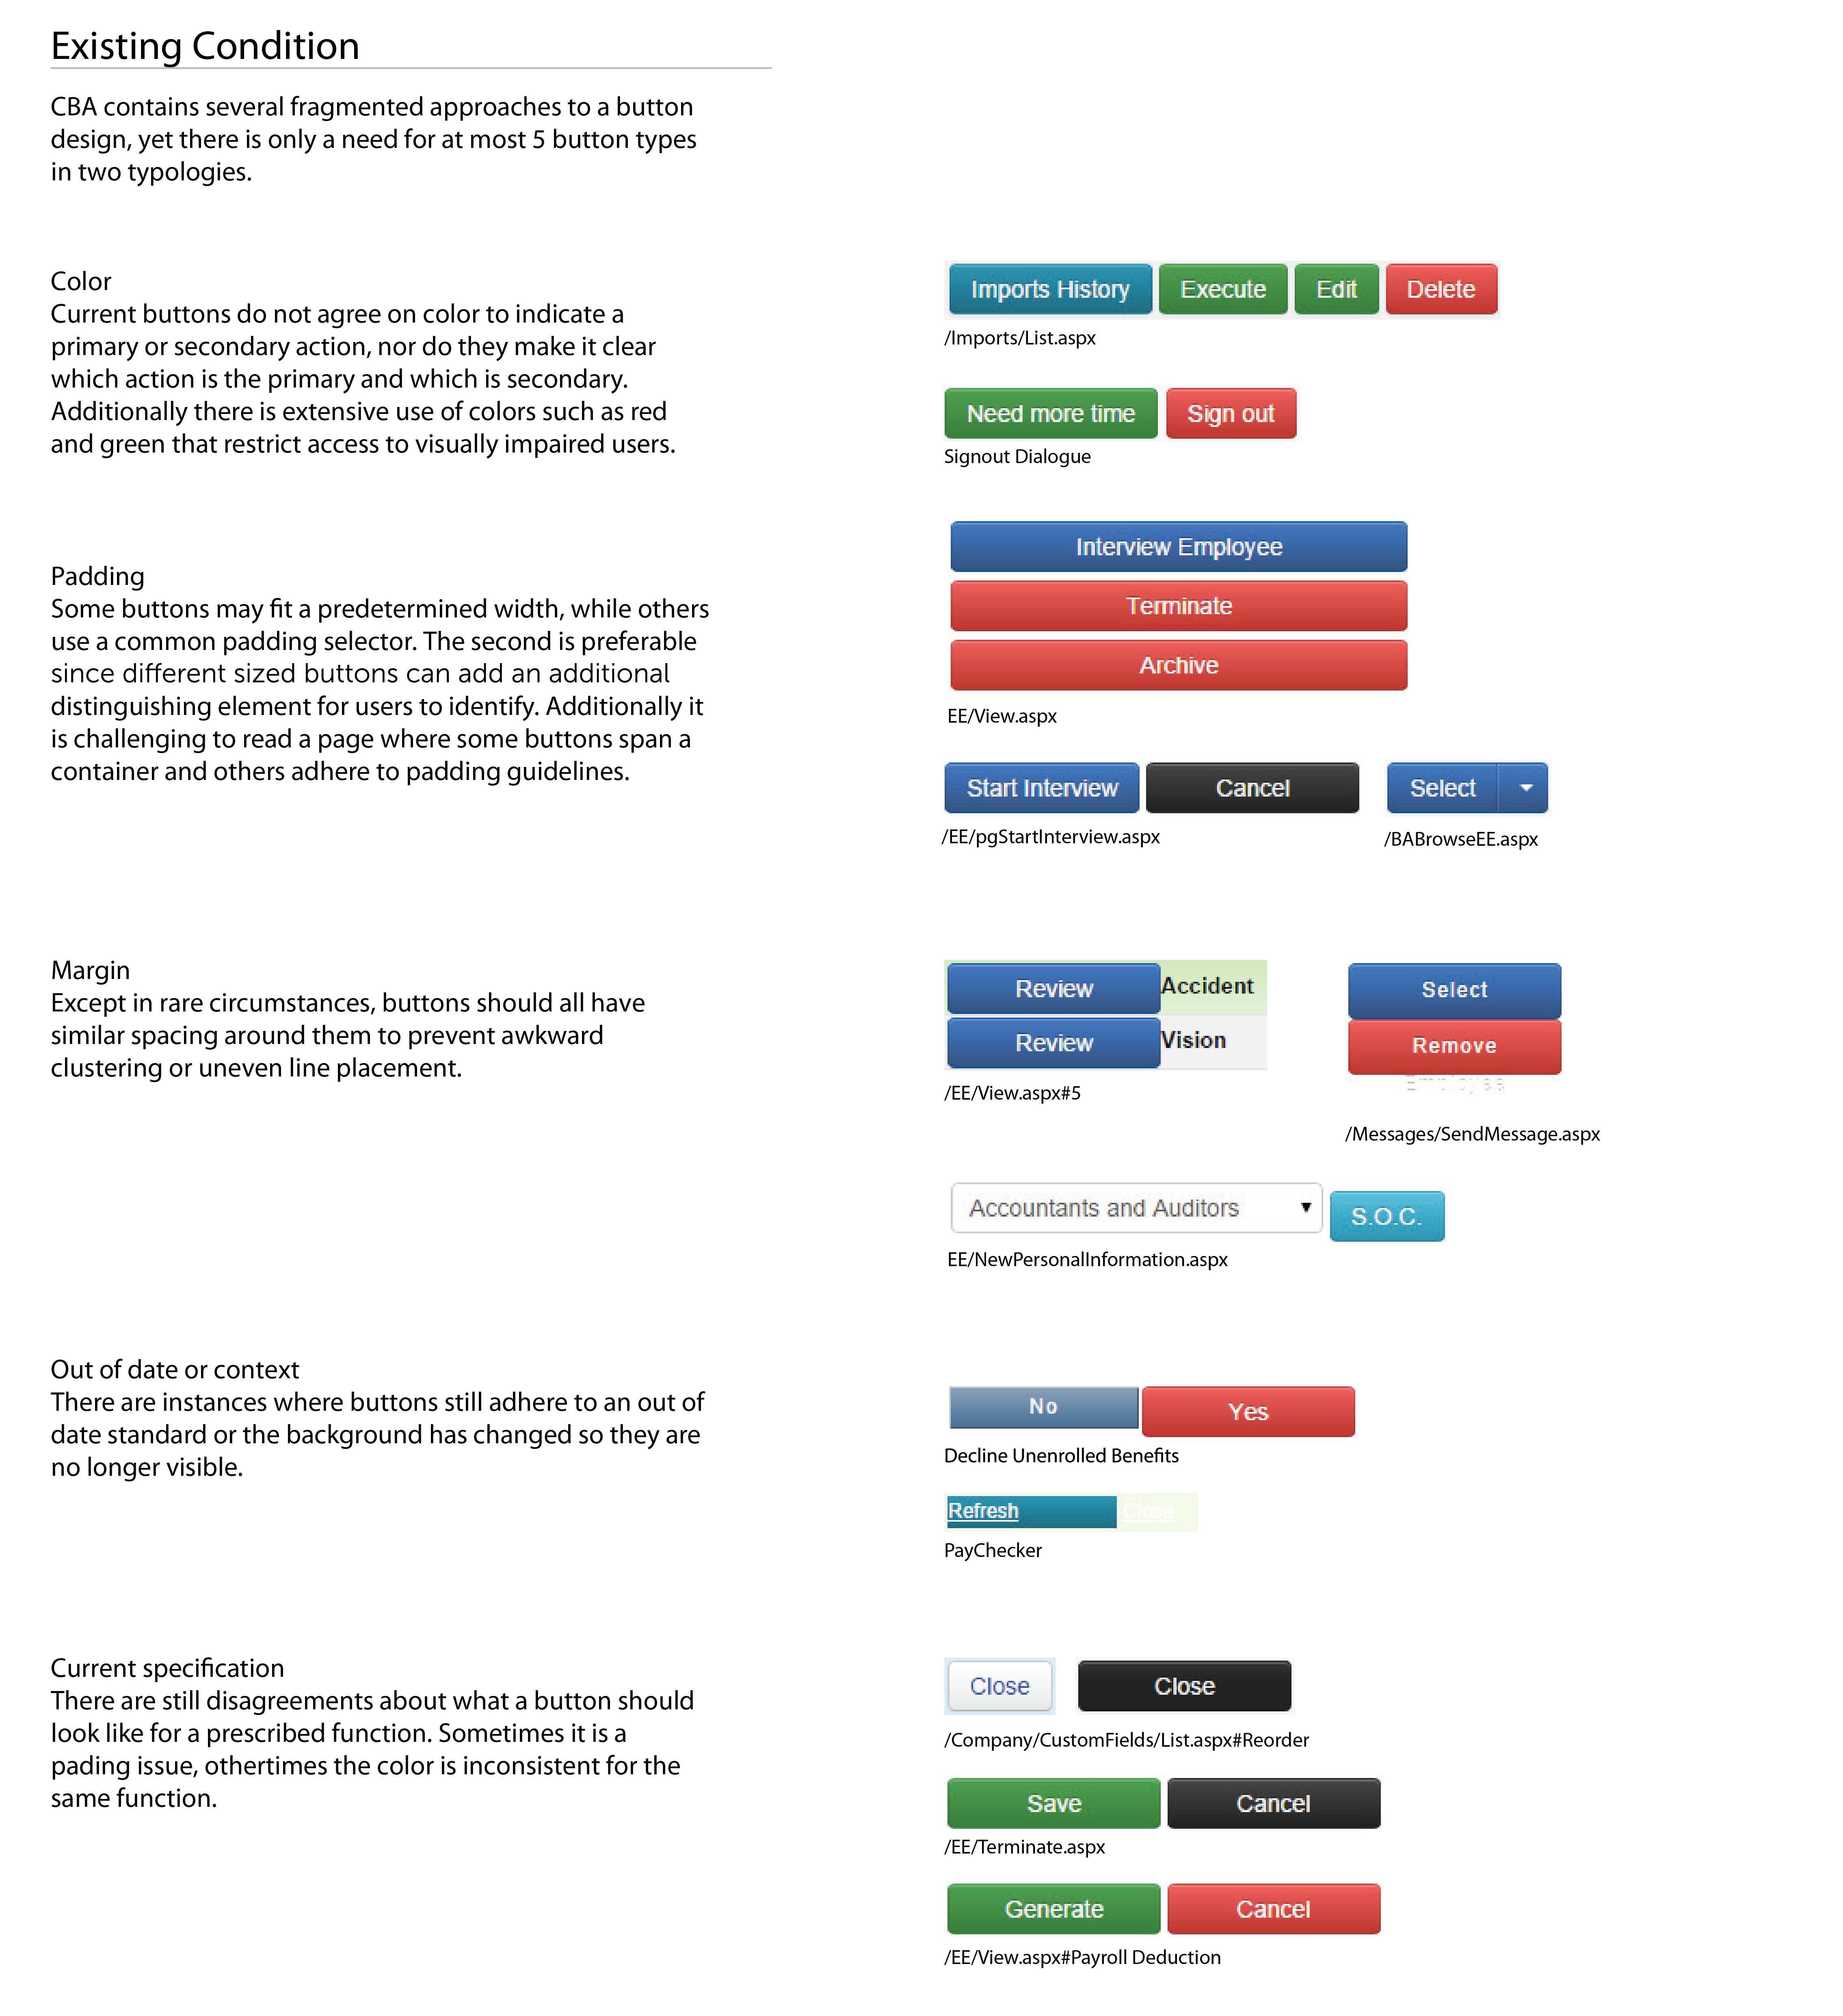 Existing Condition
CBA contains several fragmented approaches to a button
design, yet there is only a need for at most 5 button types
in two typologies.
Color
Current buttons do not agree on color to indicate a
primary or secondary action, nor do they make it clear
which action is the primary and which is secondary.
Additionally there is extensive use of colors such as red
and green that restrict access to visually impaired users.
Imports History Execute Edit Delete
/Imports/List.aspx
Need more time Sign out
Signout Dialogue
Padding
Some buttons may fit a predetermined width, while others
use a common padding selector. The second is preferable
since different sized buttons can add an additional
distinguishing element for users to identify. Additionally it
is challenging to read a page where some buttons span a
container and others adhere to padding guidelines.
Interview Employee
Terminate
Archive
EE/View.aspx
Start Interview Cancel Select
/EE/pgStartInterview.aspx /BABrowseEE.aspx
Margin
Except in rare circumstances, buttons should all have
similar spacing around them to prevent awkward
clustering or uneven line placement.
Review Accident
Review Vision
/EE/View.aspx#5
Select
Remove
Employee
/Messages/SendMessage.aspx
Accountants and Auditors S.O.C.
EE/NewPersonalInformation.aspx
Out of date or context
There are instances where buttons still adhere to an out of
date standard or the background has changed so they are
no longer visible.
No Yes
Decline Unenrolled Benefits
Refresh Close
PayChecker
Current specification
There are still disagreements about what a button should
look like for a prescribed function. Sometimes it is a
pading issue, othertimes the color is inconsistent for the
same function.
Close Close
/Company/CustomFields/List.aspx#Reorder
Save Cancel
/EE/Terminate.aspx
Generate Cancel
/EE/View.aspx#Payroll Deduction